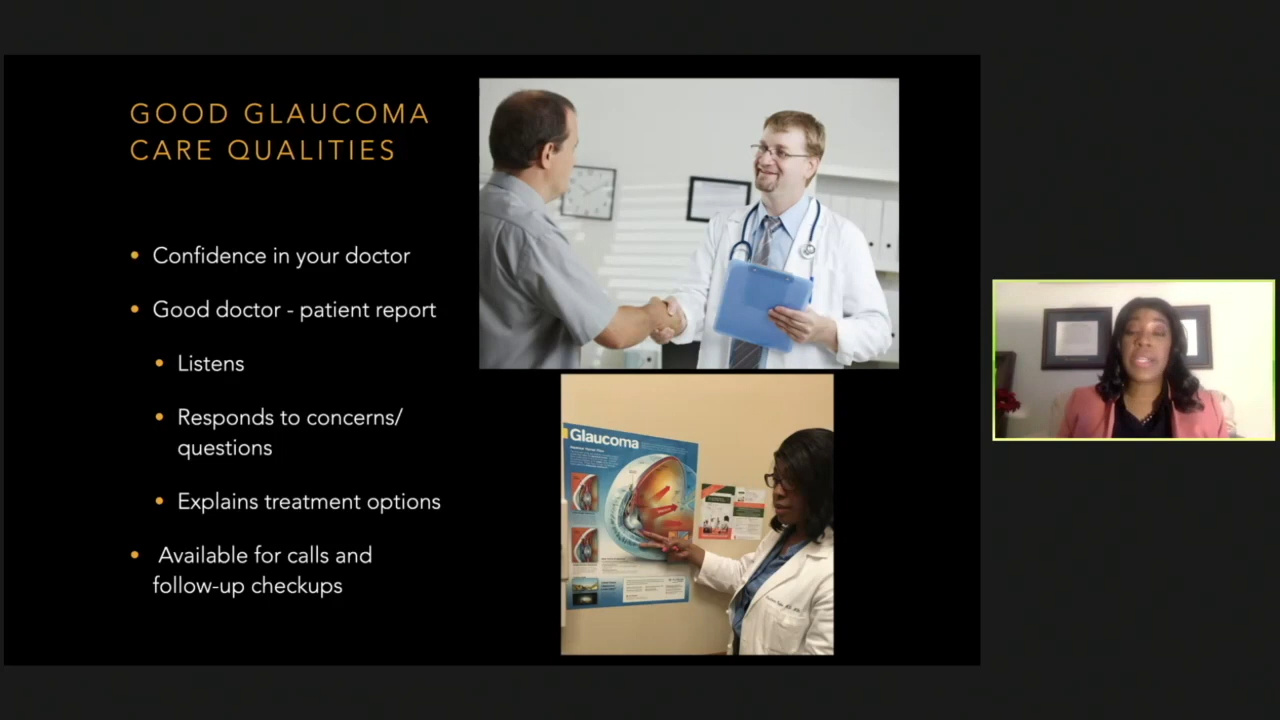 GOOD GLAUCOMA
CARE QUALITIES
• Confidence in your doctor
• Good doctor - patient report
• Listens
• Responds to concerns/
questions
• Explains treatment options
• Available for calls and
follow-up checkups
Glaucoma